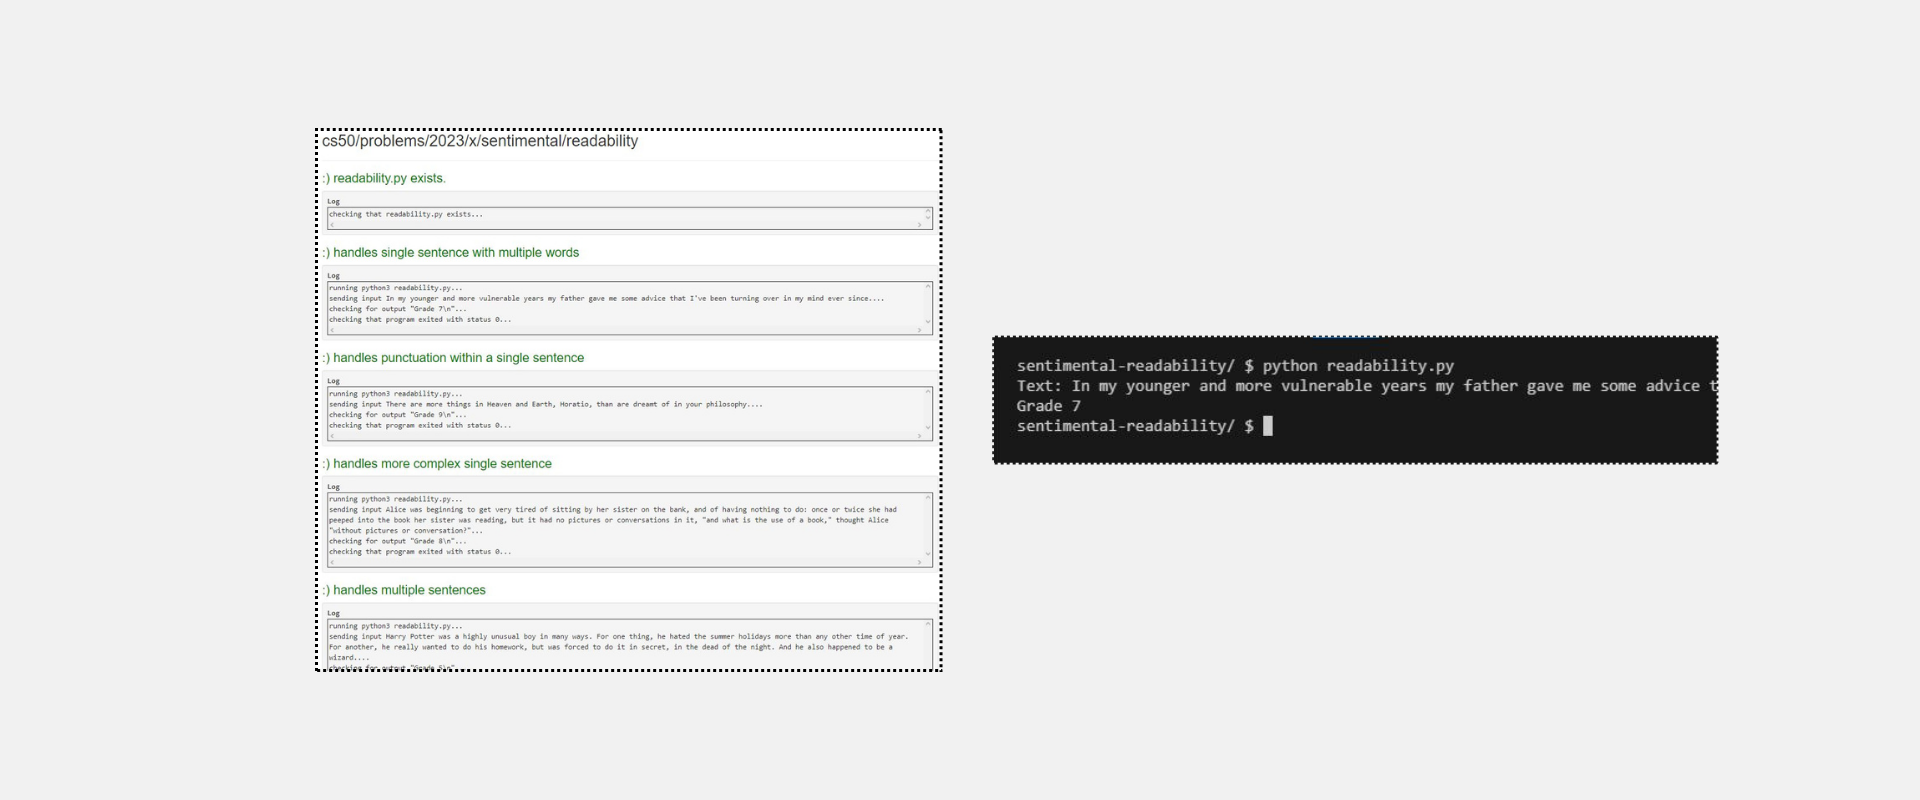 cs50/problems/2023/x/sentimental/readability
:) readability.py exists.
Log
checking that readability.py exists...
:) handles single sentence with multiple words
Log
running python3 readability.py...
sending input In my younger and more vulnerable years my father gave me some advice that I've been turning over in my mind ever since....
checking for output "Grade 7\n"...
checking that program exited with status 0...
:) handles punctuation within a single sentence
Log
running python3 readability.py...
sending input There are more things in Heaven and Earth, Horatio, than are dreamt of in your philosophy....
checking for output "Grade 9\n"...
checking that program exited with status 0...
:) handles more complex single sentence
Log
running python3 readability.py...
sending input Alice was beginning to get very tired of sitting by her sister on the bank, and of having nothing to do: once or twice she had
peeped into the book her sister was reading, but it had no pictures or conversations in it, "and what is the use of a book," thought Alice
"without pictures or conversation?"...
checking for output "Grade 8\n"...
checking that program exited with status 0...
:) handles multiple sentences
Log
running python3 readability.py...
sending input Harry Potter was a highly unusual boy in many ways. For one thing, he hated the summer holidays more than any other time of year.
For another, he really wanted to do his homework, but was forced to do it in secret, in the dead of the night. And he also happened to be a
wizard....
checking for output "Grade 5\n"
sentimental-readability/ $ python readability.py
Text: In my younger and more vulnerable years my father gave me some advice t
Grade 7
sentimental-readability/ $